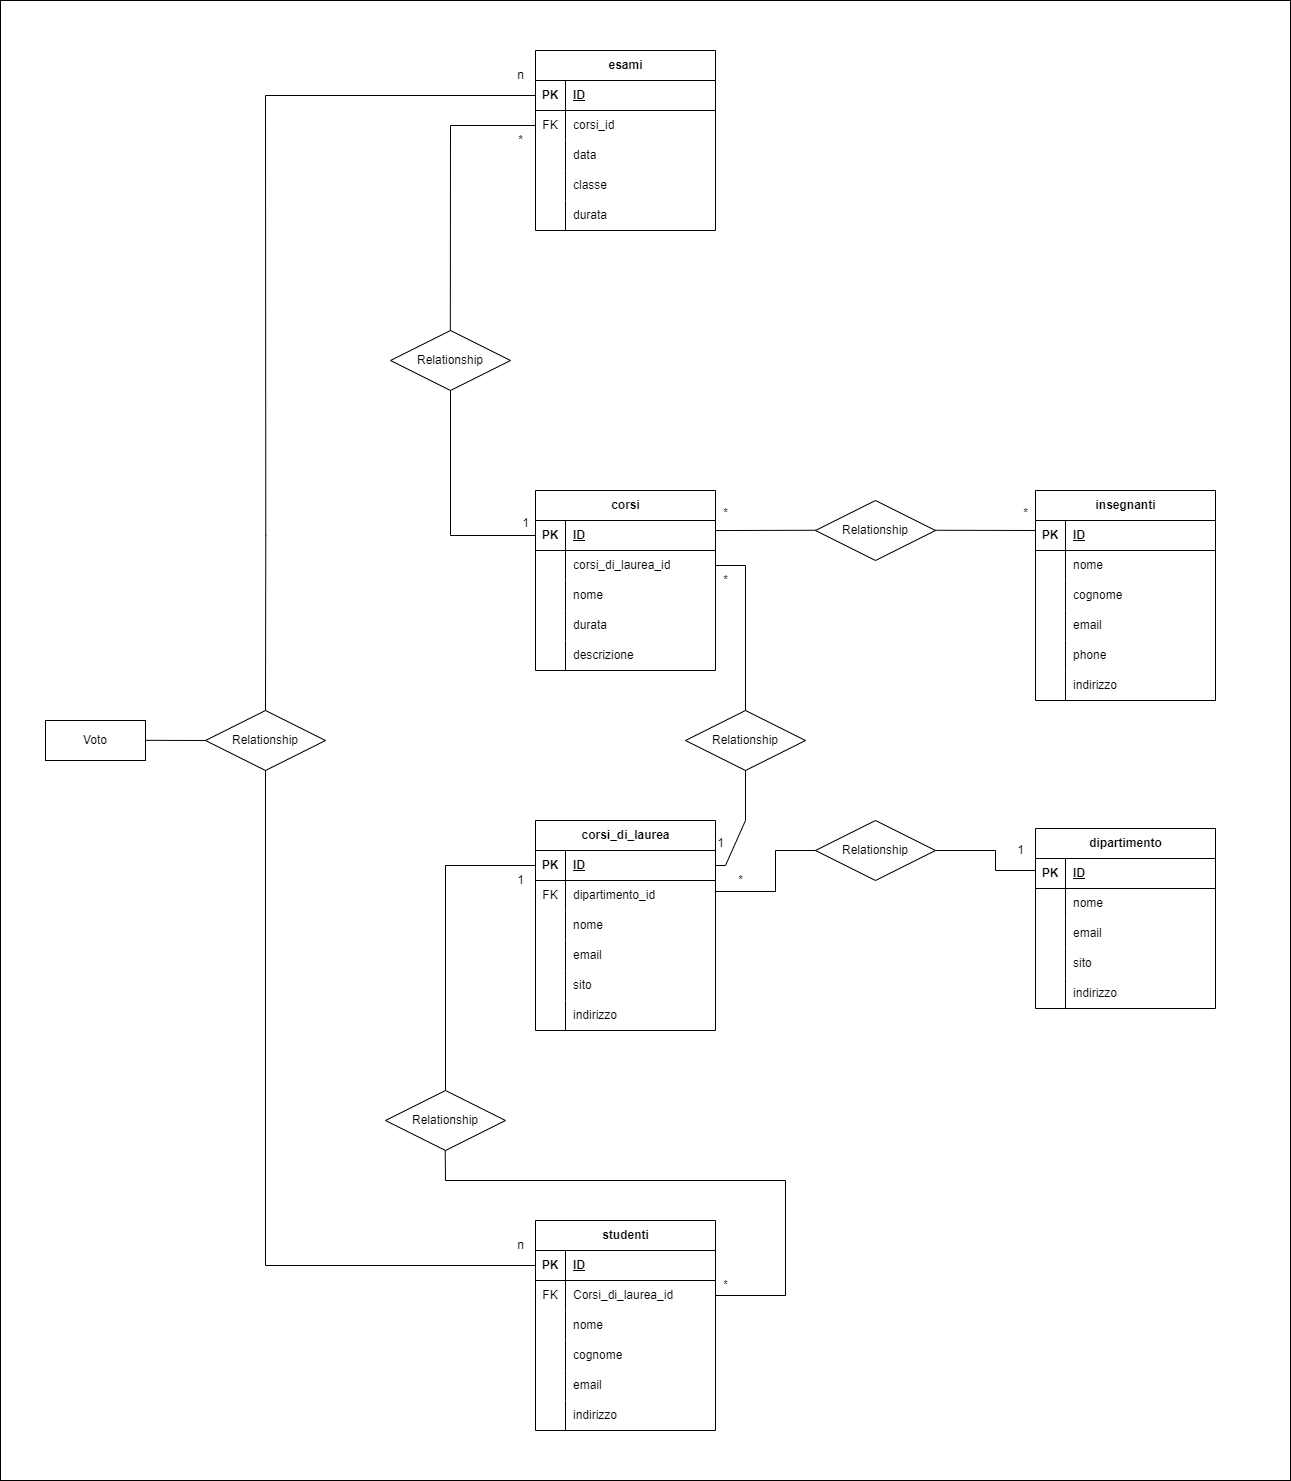 esami
n
PK ID
FK corsi_id
*
data
classe
durata
Relationship
corsi
1
PK ID
corsi_di_laurea_id
nome
durata
descrizione
*
Relationship
*
insegnanti
PK ID
nome
cognome
email
phone
indirizzo
*
Relationship
Voto
Relationship
corsi_di_laurea
1
PK ID
1
FK dipartimento_id
*
nome
email
sito
indirizzo
Relationship
1
dipartimento
PK ID
nome
email
sito
indirizzo
Relationship
studenti
n
PK ID
*
FK Corsi_di_laurea_id
nome
cognome
email
indirizzo